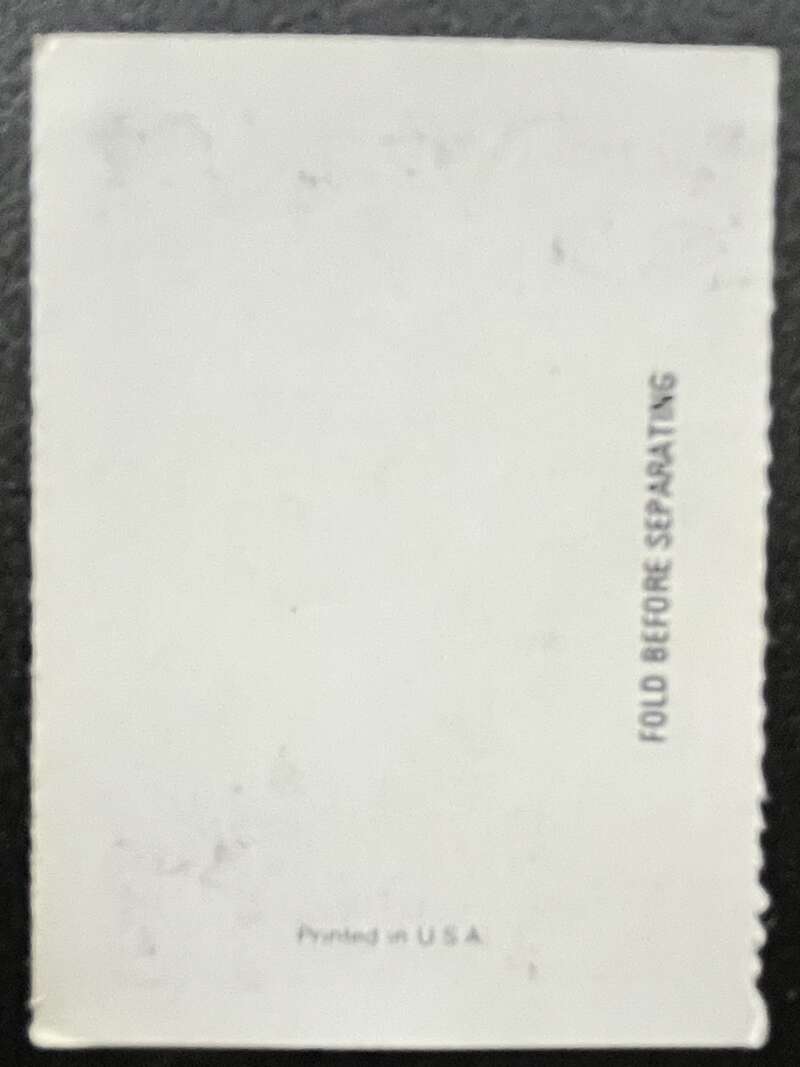 FOLD BEFORE SEPARATING
Printed in U S A